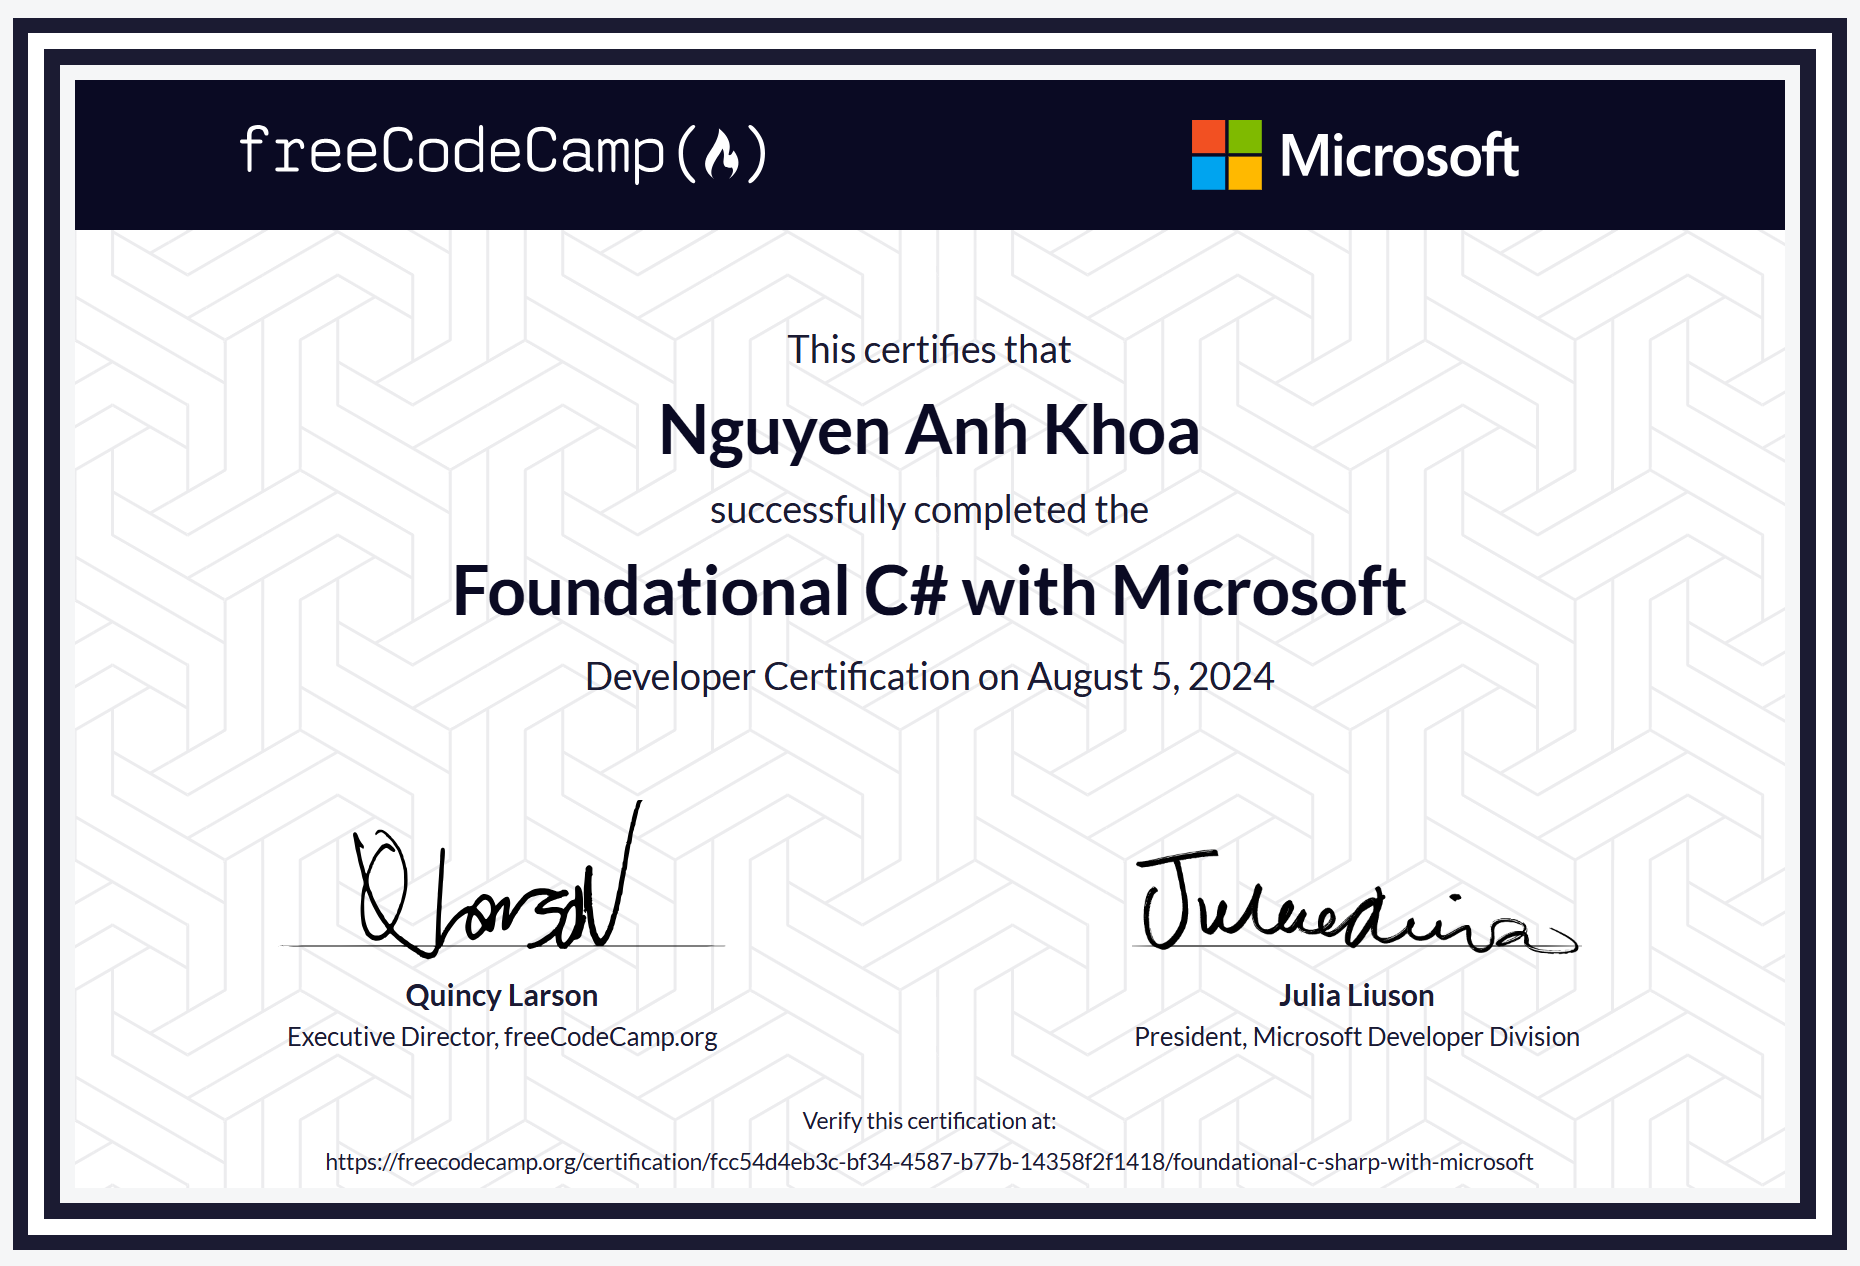 freeCodeCamp(🔥)
Microsoft
This certifies that
Nguyen Anh Khoa
successfully completed the
Foundational C# with Microsoft
Developer Certification on August 5, 2024
Quincy Larson
Executive Director, freeCodeCamp.org
Julia Liuson
President, Microsoft Developer Division
Verify this certification at:
https://freecodecamp.org/certification/fcc54d4eb3c-bf34-4587-b77b-14358f2f1418/foundational-c-sharp-with-microsoft